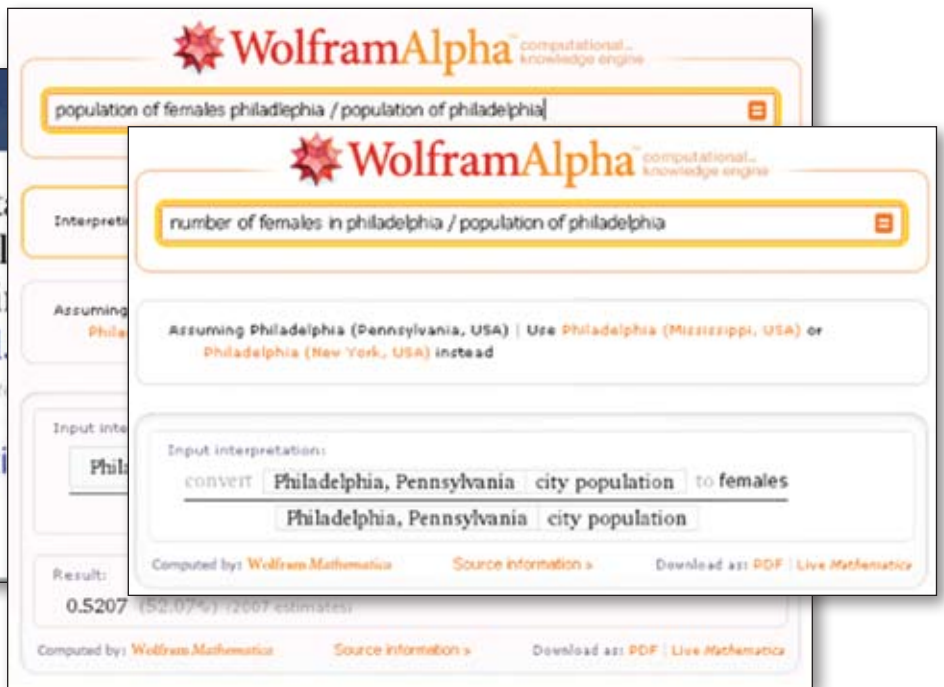 WolframAlpha™ computational... knowledge engine
population of females philadlephia / population of philadelphia
Interpreti
Assuming
Phila
Input inte
Phila
Result:
0.5207 (52.07%) (2007 estimates)
Computed by: Wolfram Mathematica Source information » Download as: PDF | Live Mathematica
WolframAlpha™ computational... knowledge engine
number of females in philadelphia / population of philadelphia
Assuming Philadelphia (Pennsylvania, USA) | Use Philadelphia (Mississippi, USA) or
Philadelphia (New York, USA) instead
Input interpretation:
convert Philadelphia, Pennsylvania city population to females
Philadelphia, Pennsylvania city population
Computed by: Wolfram Mathematica Source information » Download as: PDF | Live Mathematica